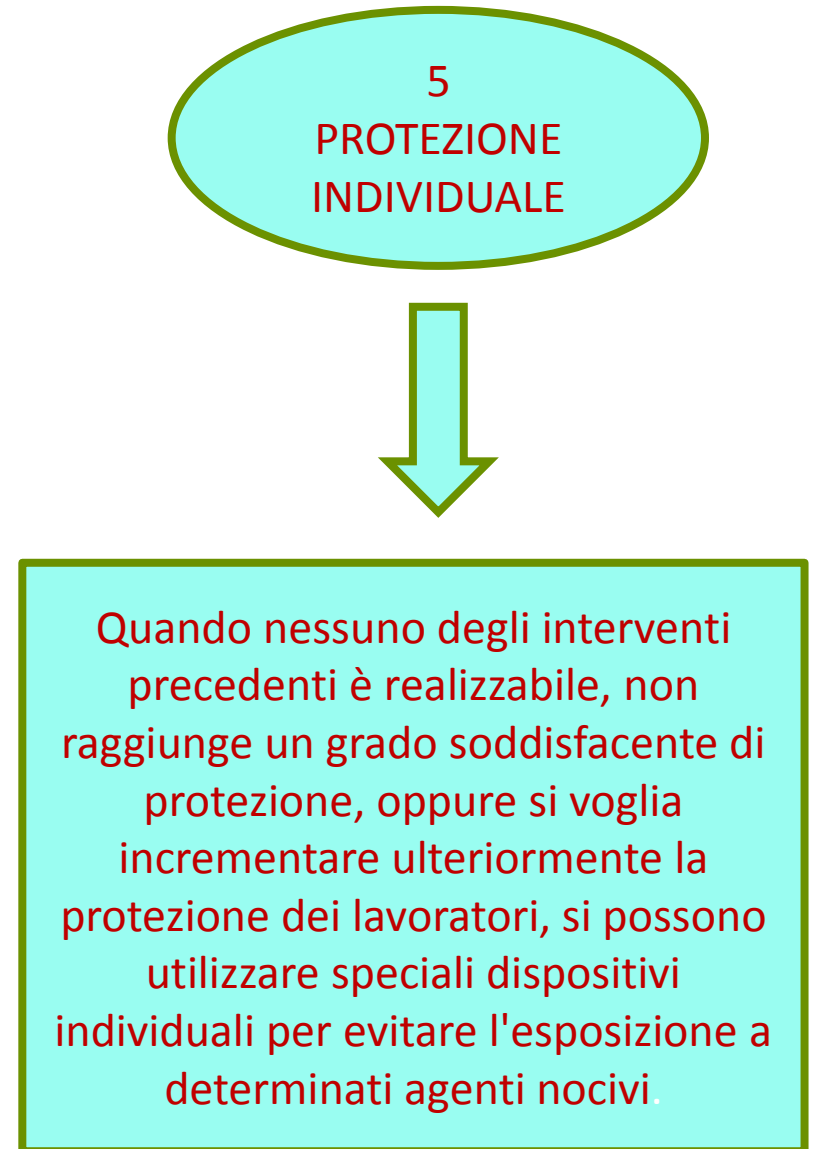 5
PROTEZIONE
INDIVIDUALE
Quando nessuno degli interventi
precedenti è realizzabile, non
raggiunge un grado soddisfacente di
protezione, oppure si voglia
incrementare ulteriormente la
protezione dei lavoratori, si possono
utilizzare speciali dispositivi
individuali per evitare l'esposizione a
determinati agenti nocivi.